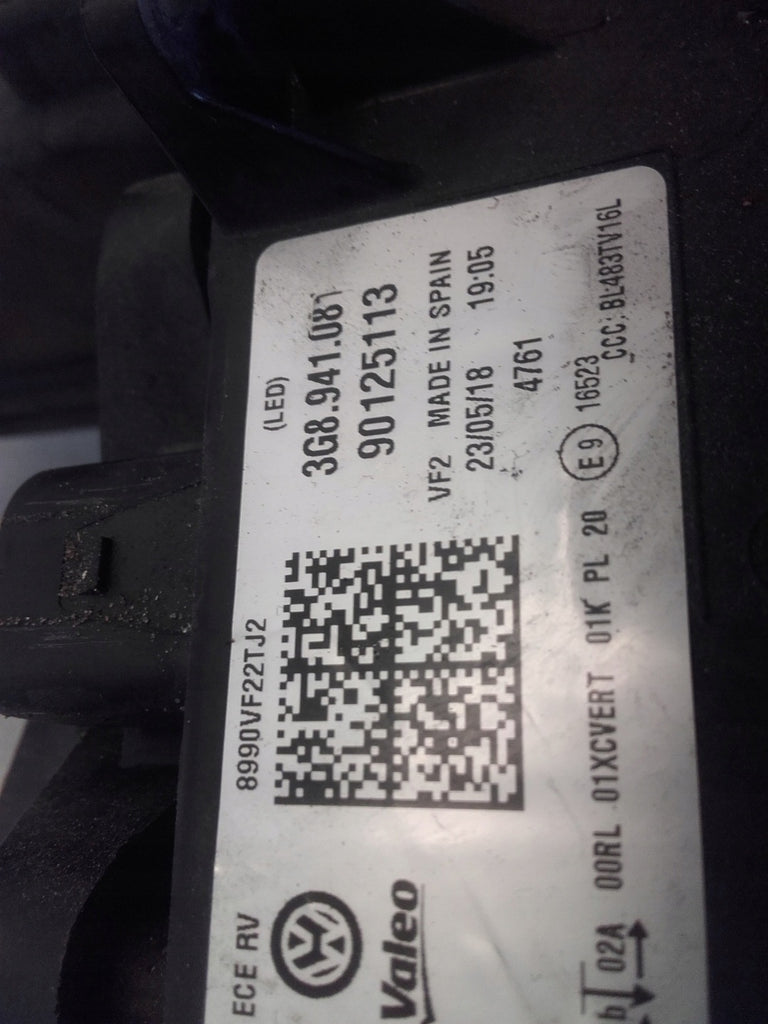 ECE RV 8990VF22TJ2 (LED)
3G8.941.081
90125113
Valeo
VF2 MADE IN SPAIN
23/05/18 19:05
4761
b 02A 00RL 01XCVERT 01K PL 20 E9 16523
CCC: BL483TV16L